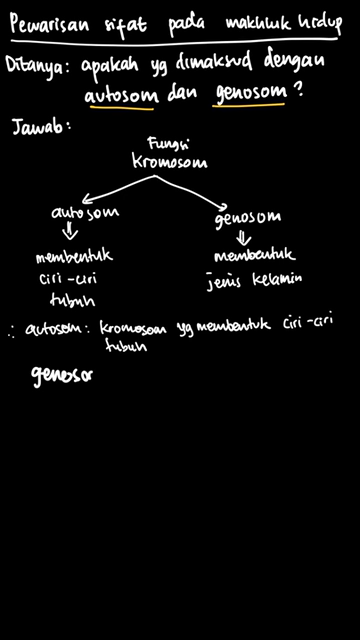 Pewarisan sifat pada makhluk hidup
Ditanya: apakah yg dimaksud dengan
autosom dan genosom?
Jawab:
Fungsi
Kromosom
autosom
genosom
membentuk
ciri-ciri
tubuh
membentuk
jenis kelamin
∴ autosom: kromosom yg membentuk ciri-ciri
tubuh
genosor